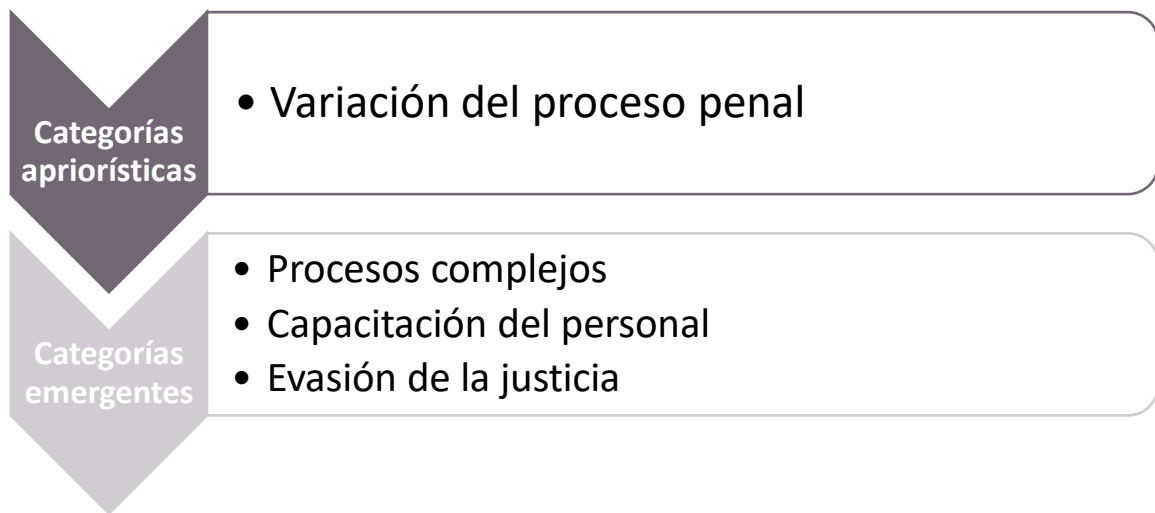 Categorías
apriorísticas
• Variación del proceso penal
Categorías
emergentes
• Procesos complejos
• Capacitación del personal
• Evasión de la justicia